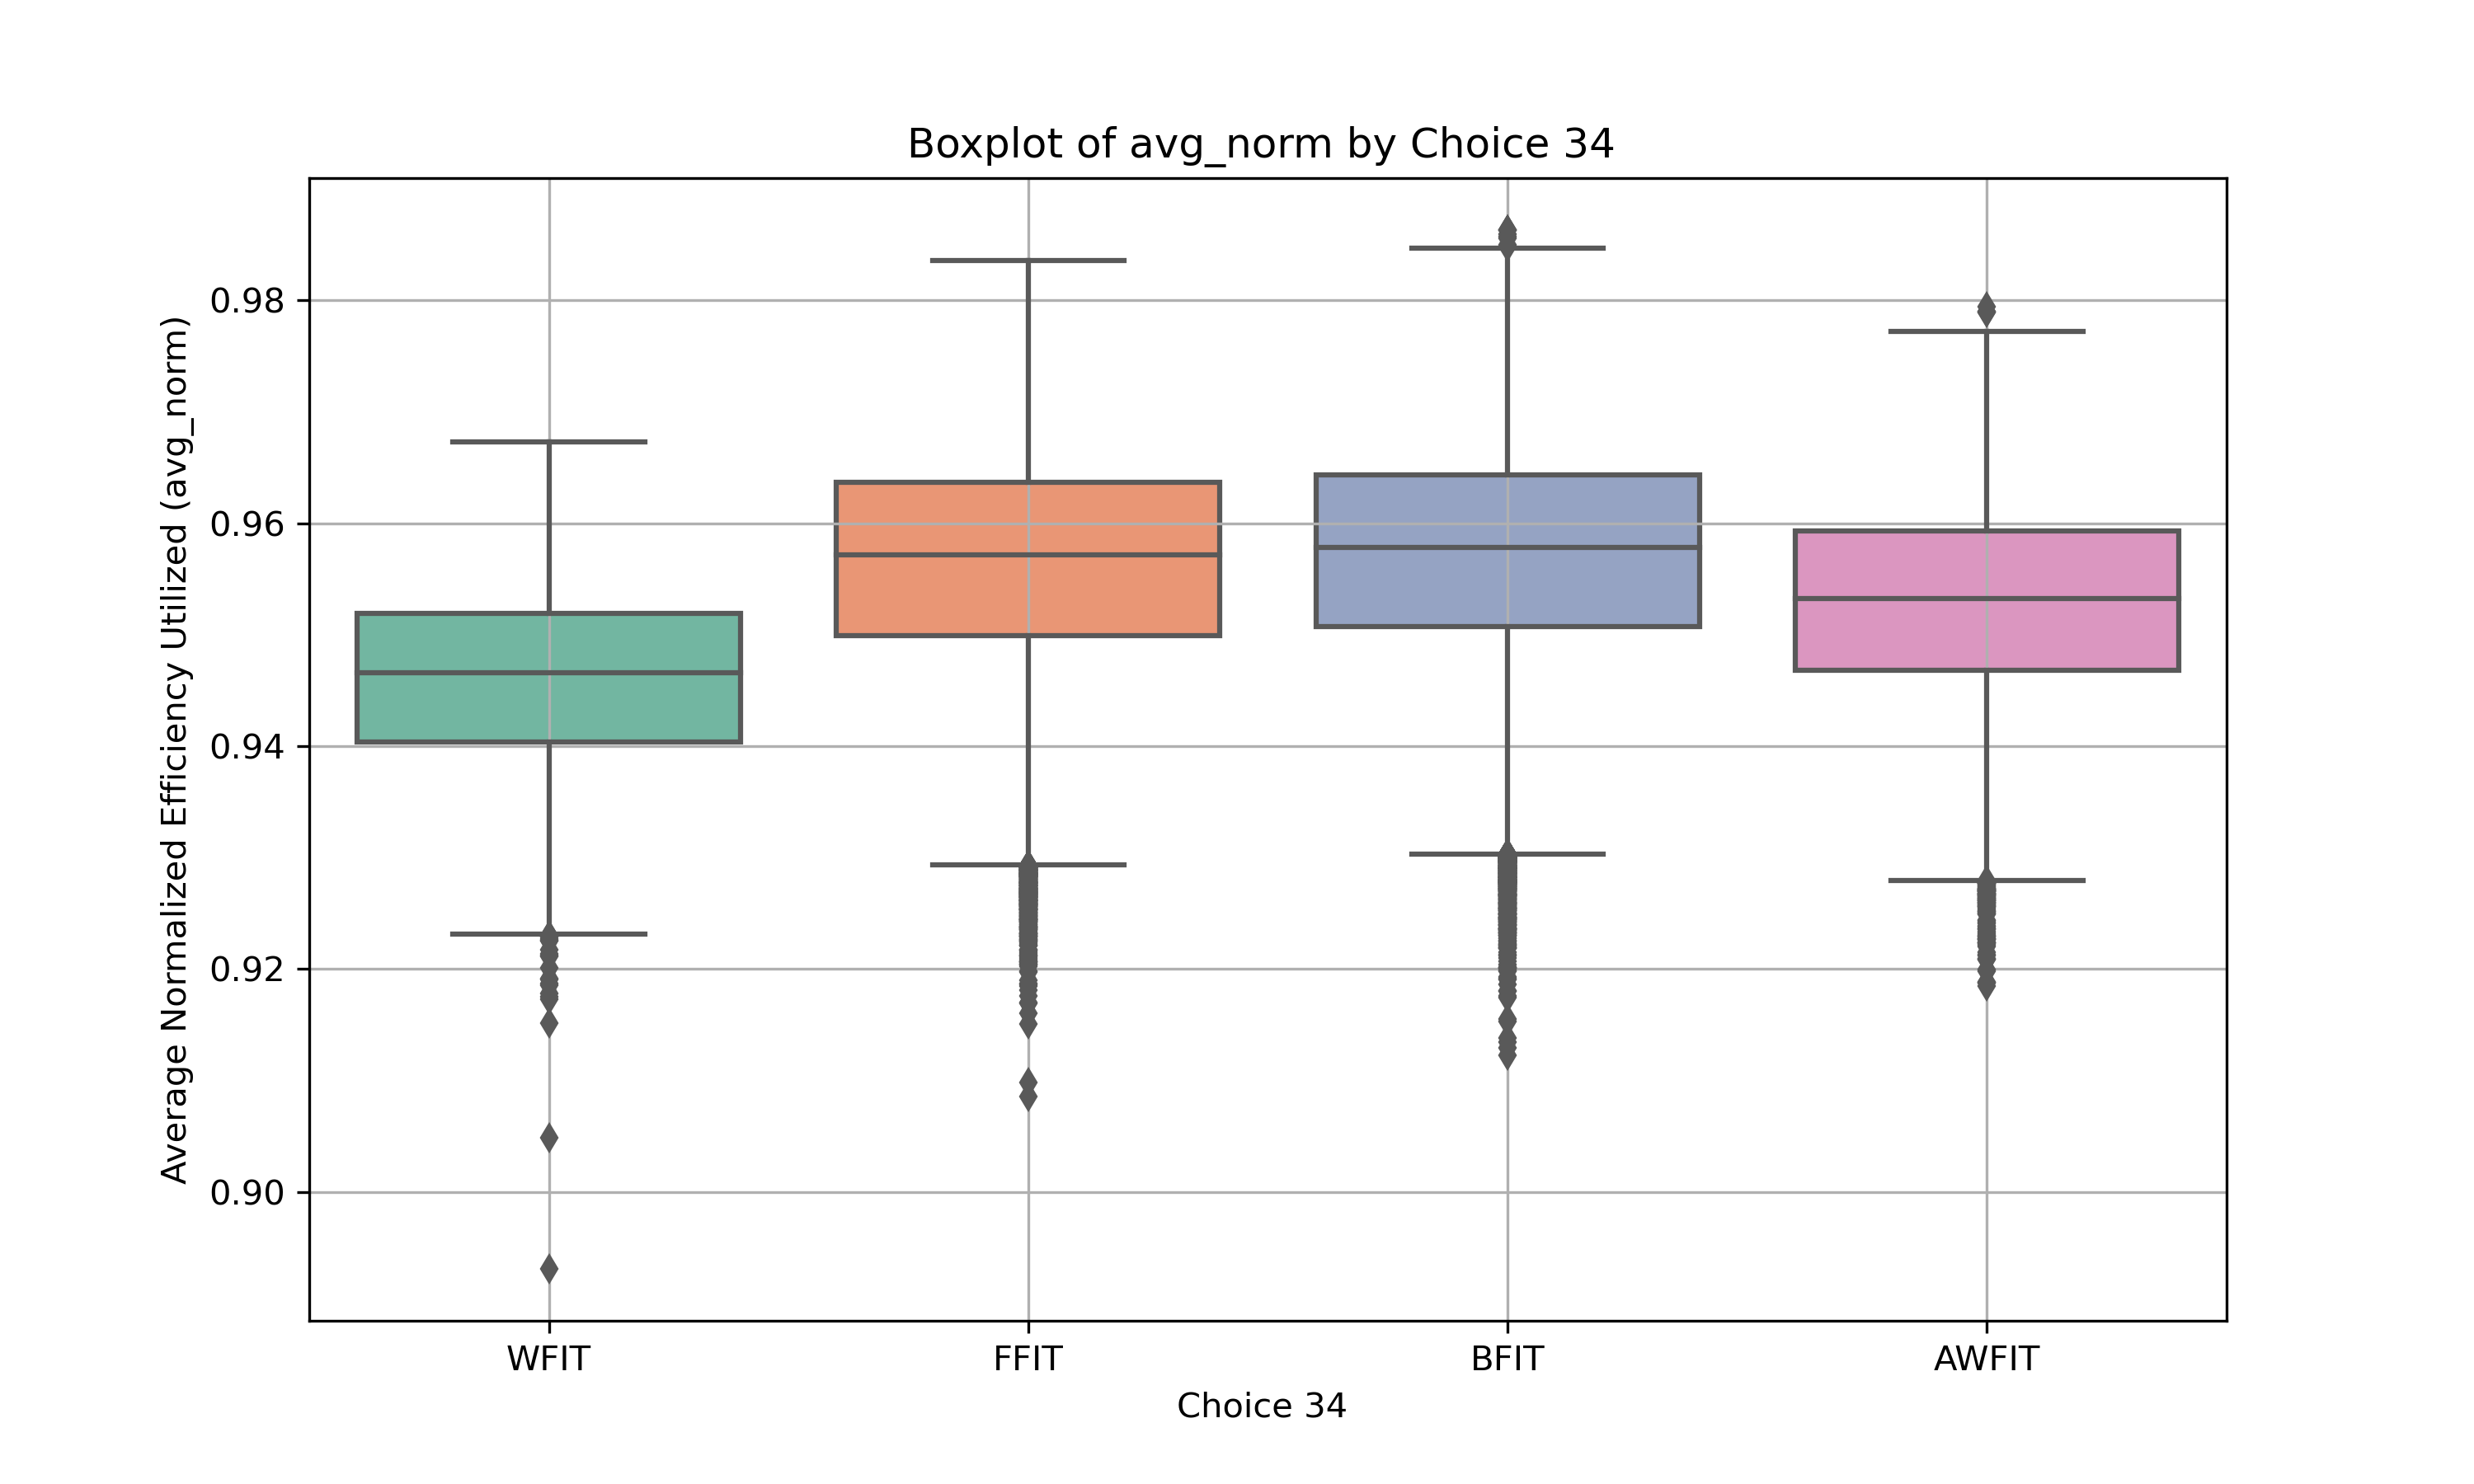 Boxplot of avg_norm by Choice 34
Average Normalized Efficiency Utilized (avg_norm)
0.98
0.96
0.94
0.92
0.90
WFIT
FFIT
BFIT
AWFIT
Choice 34